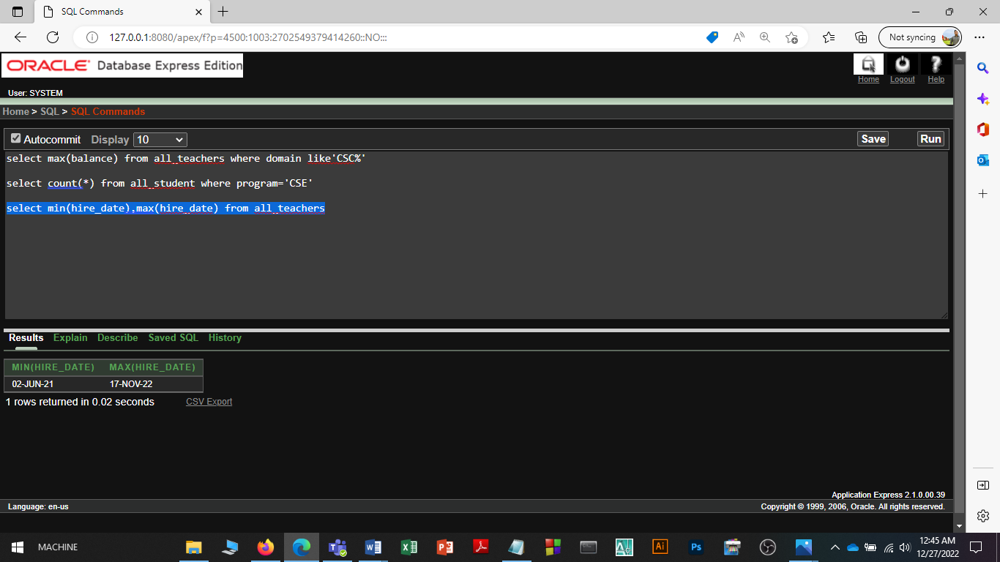 SQL Commands
127.0.0.1:8080/apex/f?p=4500:1003:2702549379414260::NO:::
Not syncing
ORACLE Database Express Edition
Home Logout Help
User: SYSTEM
Home > SQL > SQL Commands
Autocommit Display 10 Save Run
select max(balance) from all_teachers where domain like'CSC%'
select count(*) from all_student where program='CSE'
select min(hire_date),max(hire_date) from all_teachers
Results Explain Describe Saved SQL History
MIN(HIRE_DATE) MAX(HIRE_DATE)
02-JUN-21 17-NOV-22
1 rows returned in 0.02 seconds CSV Export
Application Express 2.1.0.00.39
Language: en-us Copyright © 1999, 2006, Oracle. All rights reserved.
MACHINE
Ai
Ps
12:45 AM
12/27/2022